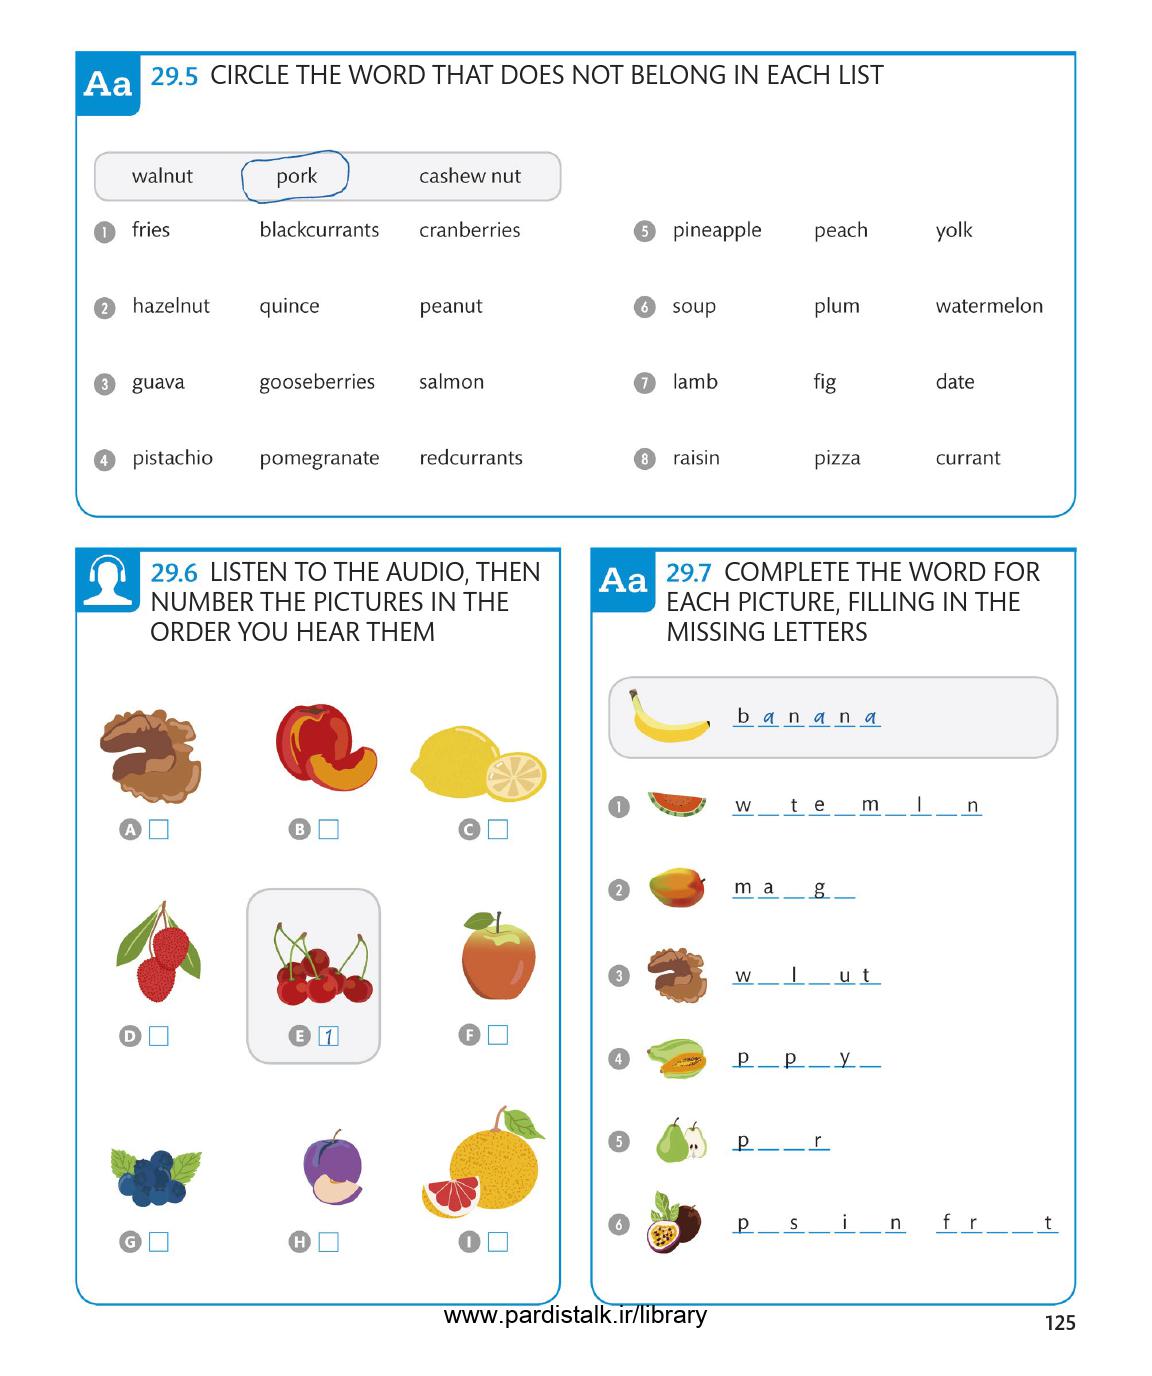 Aa 29.5 CIRCLE THE WORD THAT DOES NOT BELONG IN EACH LIST
walnut pork cashew nut
1 fries blackcurrants cranberries
2 hazelnut quince peanut
3 guava gooseberries salmon
4 pistachio pomegranate redcurrants
5 pineapple peach yolk
6 soup plum watermelon
7 lamb fig date
8 raisin pizza currant
29.6 LISTEN TO THE AUDIO, THEN
NUMBER THE PICTURES IN THE
ORDER YOU HEAR THEM
A B C
D E 1 F
G H I
Aa 29.7 COMPLETE THE WORD FOR
EACH PICTURE, FILLING IN THE
MISSING LETTERS
b a n a n a
1 w _ t e _ m _ l _ n
2 m a _ g _
3 w _ l _ u t
4 p _ p _ y _
5 p _ _ r
6 p _ s _ i _ n f r _ _ t
www.pardistalk.ir/library
125